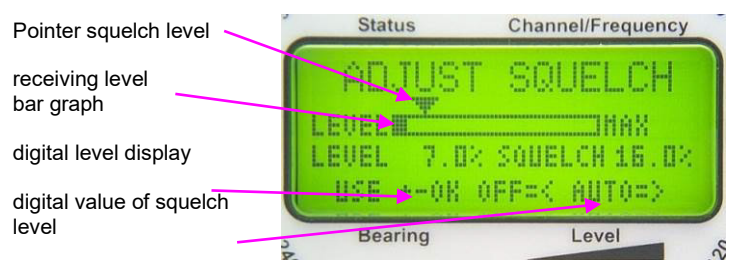 Pointer squelch level
receiving level
bar graph
digital level display
digital value of squelch
level
Status Channel/Frequency
ADJUST SQUELCH
LEVEL MAX
LEVEL 7.0% SQUELCH 16.0%
USE +-OK OFF=< AUTO=>
Bearing Level